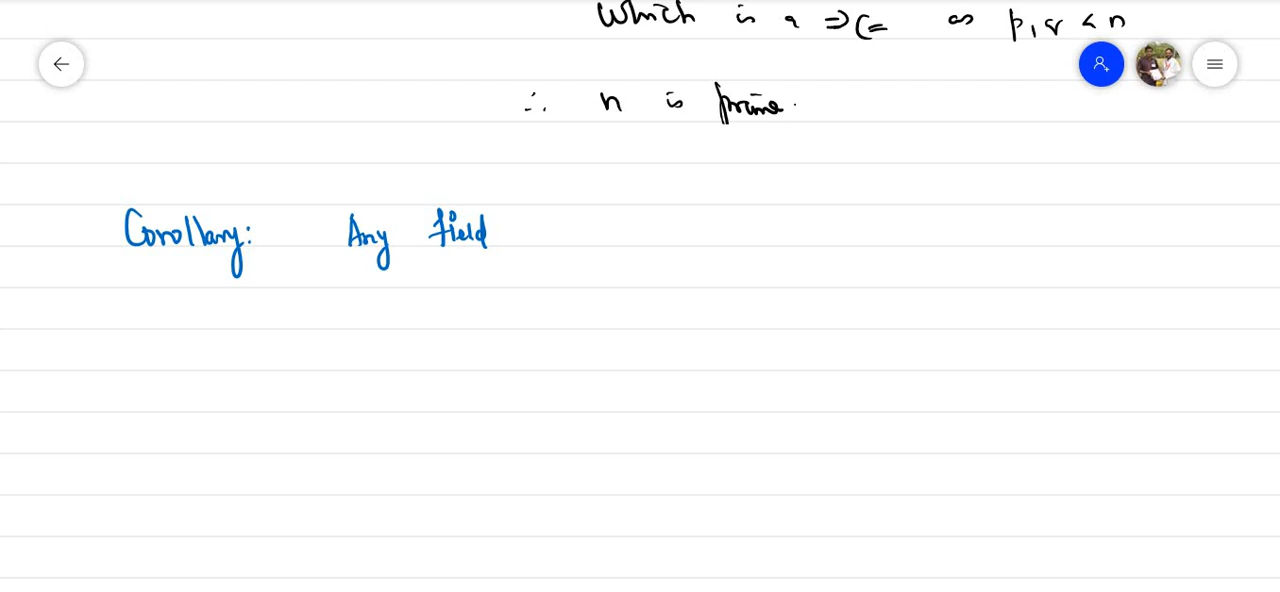 Which is a ⇒⇐ as p, r < n
∴ n is prime.
Corollary: Any field